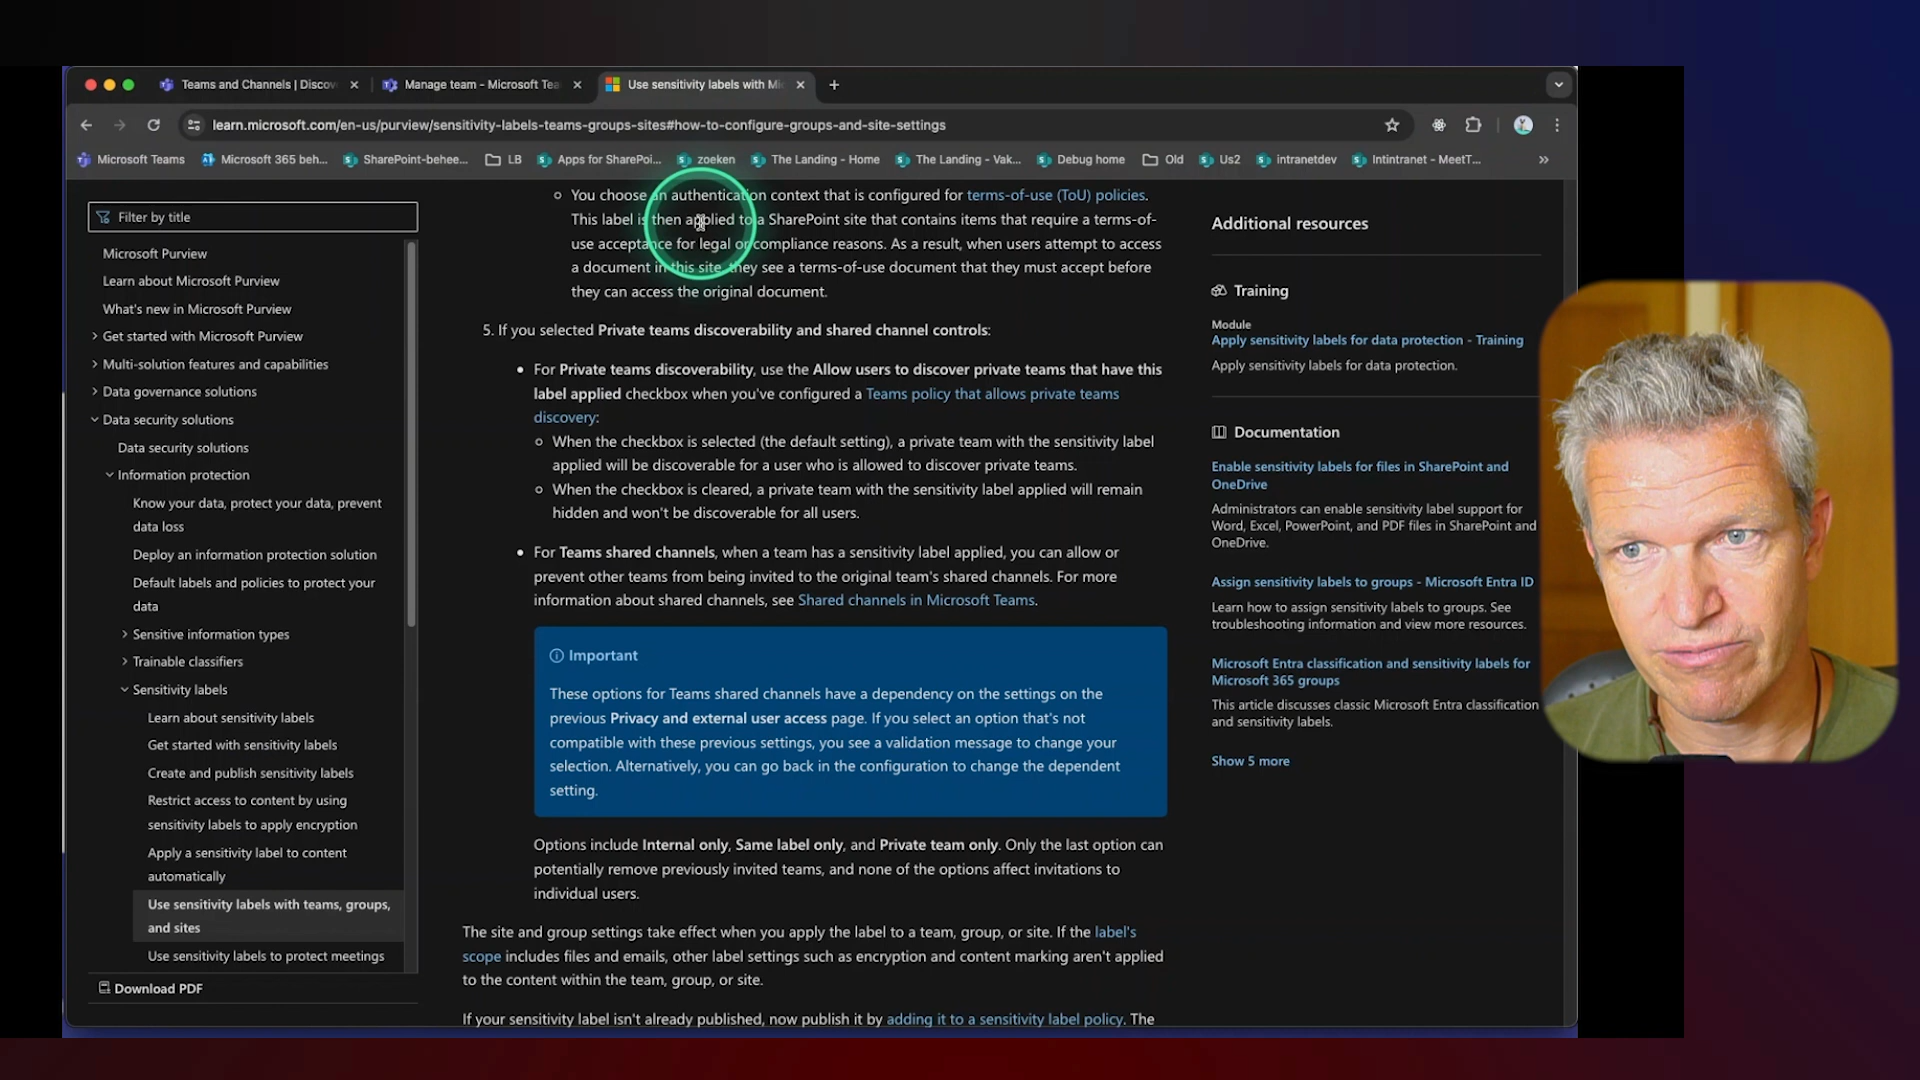 Teams and Channels | Discov
Manage team - Microsoft Tea
Use sensitivity labels with Mi
learn.microsoft.com/en-us/purview/sensitivity-labels-teams-groups-sites#how-to-configure-groups-and-site-settings
Microsoft Teams
Microsoft 365 beh...
SharePoint-behee...
LB
Apps for SharePoi...
zoeken
The Landing - Home
The Landing - Vak...
Debug home
Old
Us2
intranetdev
Intintranet - MeetT...
Filter by title
Microsoft Purview
Learn about Microsoft Purview
What's new in Microsoft Purview
Get started with Microsoft Purview
Multi-solution features and capabilities
Data governance solutions
Data security solutions
Data security solutions
Information protection
Know your data, protect your data, prevent
data loss
Deploy an information protection solution
Default labels and policies to protect your
data
Sensitive information types
Trainable classifiers
Sensitivity labels
Learn about sensitivity labels
Get started with sensitivity labels
Create and publish sensitivity labels
Restrict access to content by using
sensitivity labels to apply encryption
Apply a sensitivity label to content
automatically
Use sensitivity labels with teams, groups,
and sites
Use sensitivity labels to protect meetings
Download PDF
You choose an authentication context that is configured for terms-of-use (ToU) policies.
This label is then applied to a SharePoint site that contains items that require a terms-of-
use acceptance for legal or compliance reasons. As a result, when users attempt to access
a document in this site, they see a terms-of-use document that they must accept before
they can access the original document.
5. If you selected Private teams discoverability and shared channel controls:
For Private teams discoverability, use the Allow users to discover private teams that have this
label applied checkbox when you've configured a Teams policy that allows private teams
discovery:
When the checkbox is selected (the default setting), a private team with the sensitivity label
applied will be discoverable for a user who is allowed to discover private teams.
When the checkbox is cleared, a private team with the sensitivity label applied will remain
hidden and won't be discoverable for all users.
For Teams shared channels, when a team has a sensitivity label applied, you can allow or
prevent other teams from being invited to the original team's shared channels. For more
information about shared channels, see Shared channels in Microsoft Teams.
Important
These options for Teams shared channels have a dependency on the settings on the
previous Privacy and external user access page. If you select an option that's not
compatible with these previous settings, you see a validation message to change your
selection. Alternatively, you can go back in the configuration to change the dependent
setting.
Options include Internal only, Same label only, and Private team only. Only the last option can
potentially remove previously invited teams, and none of the options affect invitations to
individual users.
The site and group settings take effect when you apply the label to a team, group, or site. If the label's
scope includes files and emails, other label settings such as encryption and content marking aren't applied
to the content within the team, group, or site.
If your sensitivity label isn't already published, now publish it by adding it to a sensitivity label policy. The
Additional resources
Training
Module
Apply sensitivity labels for data protection - Training
Apply sensitivity labels for data protection.
Documentation
Enable sensitivity labels for files in SharePoint and
OneDrive
Administrators can enable sensitivity label support for
Word, Excel, PowerPoint, and PDF files in SharePoint and
OneDrive.
Assign sensitivity labels to groups - Microsoft Entra ID
Learn how to assign sensitivity labels to groups. See
troubleshooting information and view more resources.
Microsoft Entra classification and sensitivity labels for
Microsoft 365 groups
This article discusses classic Microsoft Entra classification
and sensitivity labels.
Show 5 more